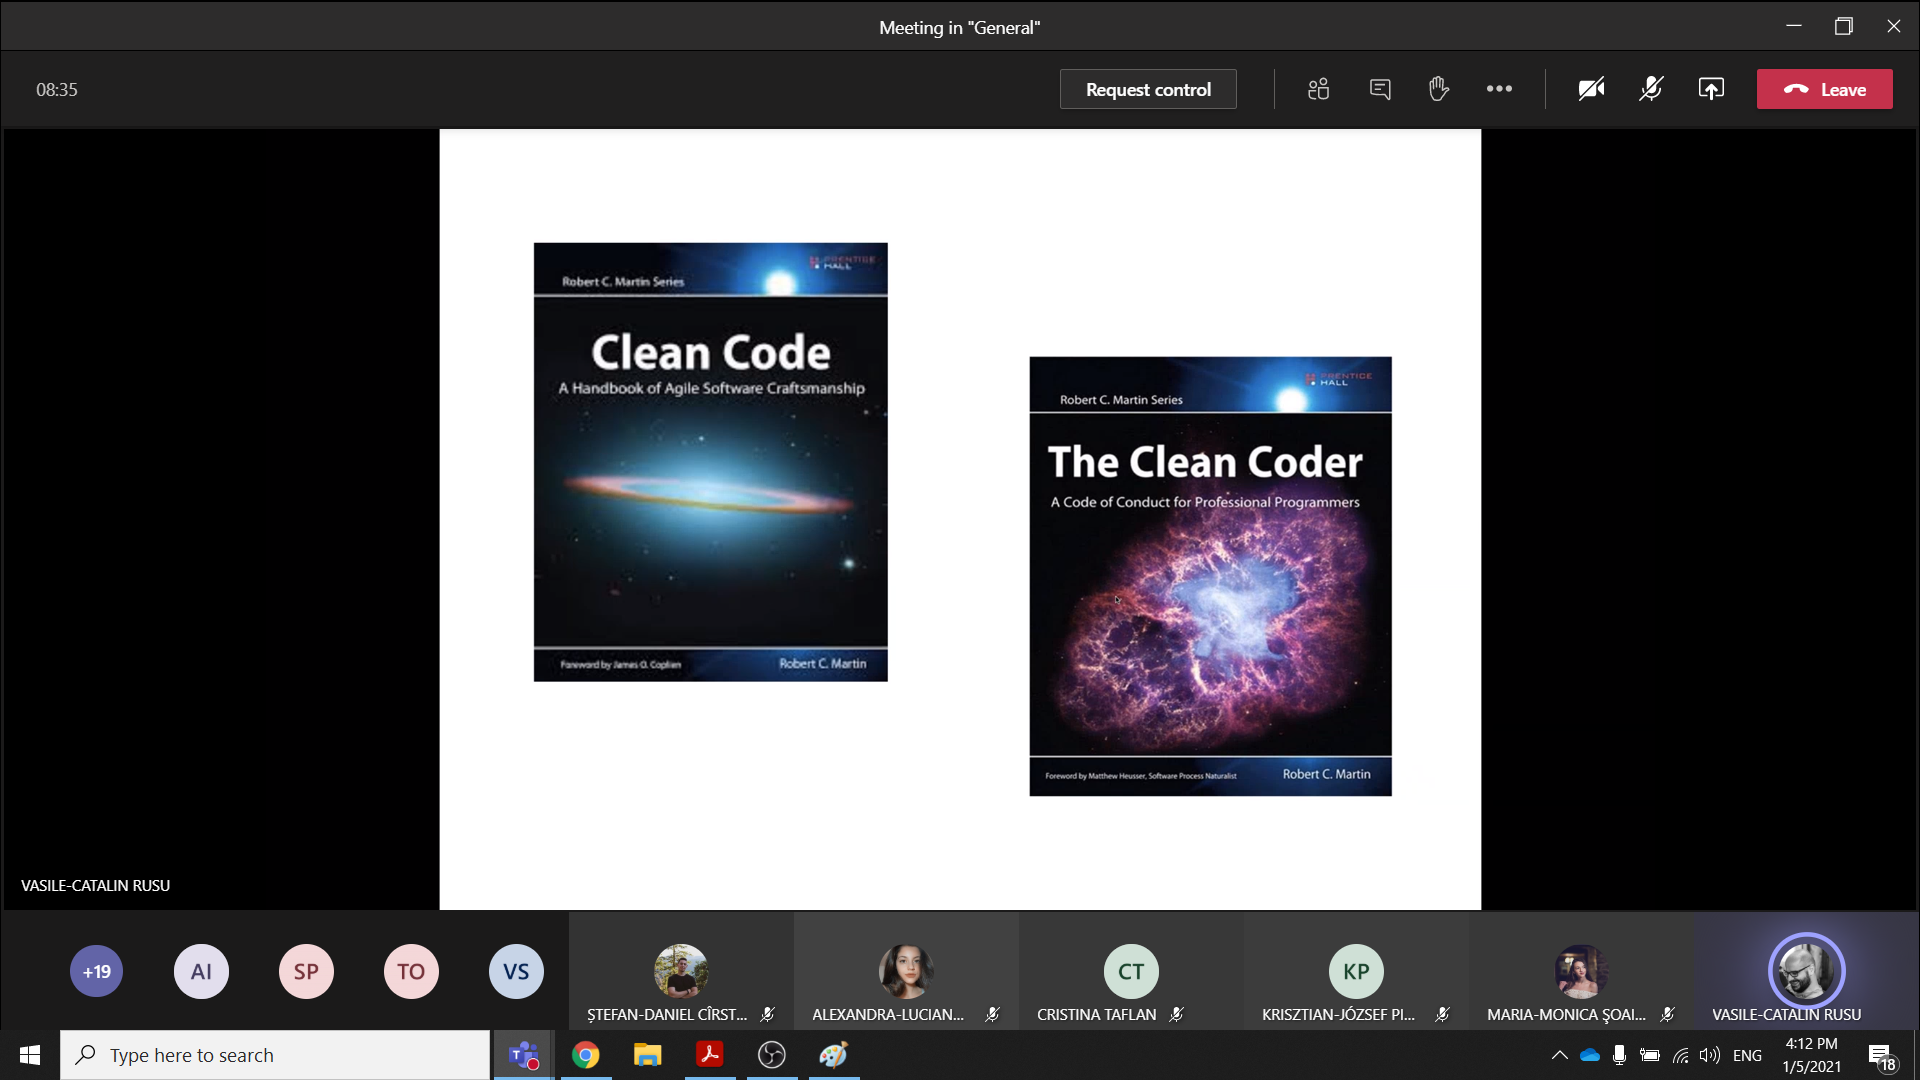 Meeting in "General"
08:35
Request control
Leave
PRENTICE
HALL
Robert C. Martin Series
Clean Code
A Handbook of Agile Software Craftsmanship
Foreword by James O. Coplien
Robert C. Martin
PRENTICE
HALL
Robert C. Martin Series
The Clean Coder
A Code of Conduct for Professional Programmers
Foreword by Matthew Heusser, Software Process Naturalist
Robert C. Martin
VASILE-CATALIN RUSU
+19
AI
SP
TO
VS
ȘTEFAN-DANIEL CÎRST...
ALEXANDRA-LUCIAN...
CT
CRISTINA TAFLAN
KP
KRISZTIAN-JÓZSEF PI...
MARIA-MONICA ŞOAI...
VASILE-CATALIN RUSU
Type here to search
ENG
4:12 PM
1/5/2021
18